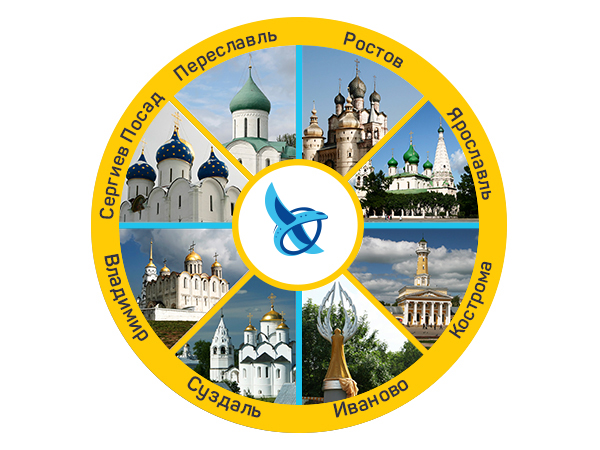 Сергиев Посад
Переславль
Ростов
Ярославль
Кострома
Иваново
Суздаль
Владимир